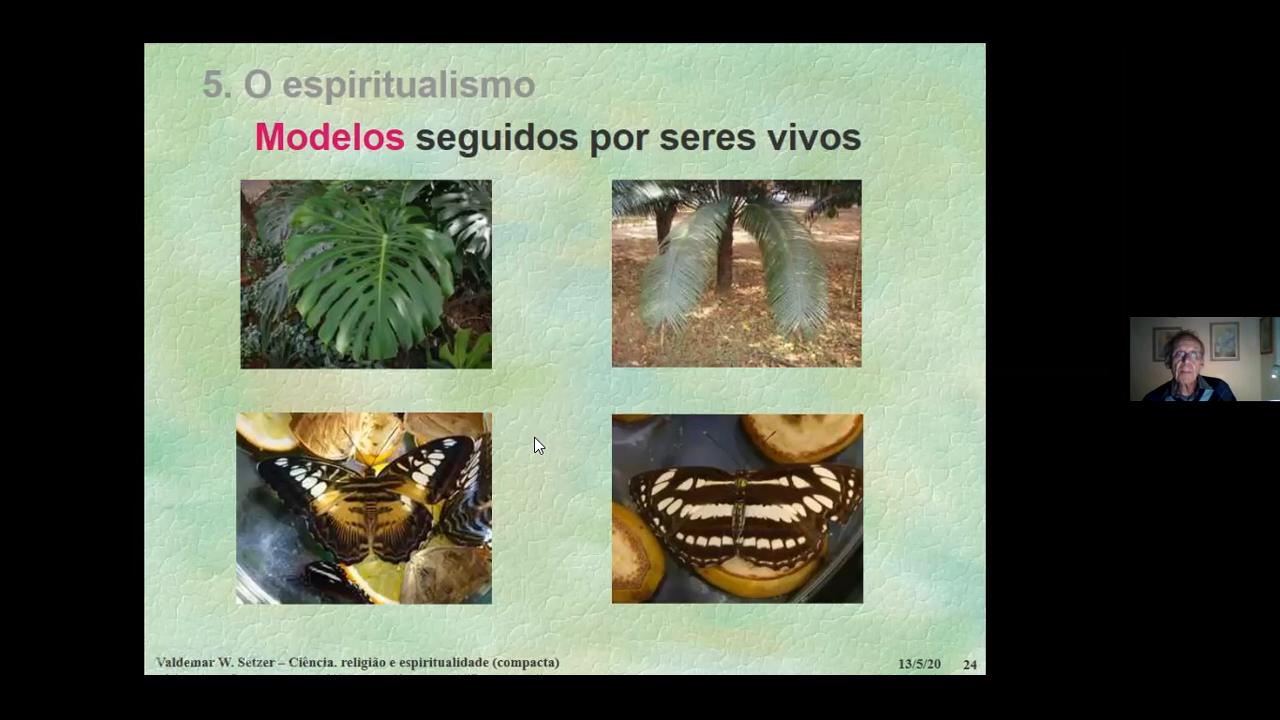 5. O espiritualismo
Modelos seguidos por seres vivos
Valdemar W. Setzer – Ciência. religião e espiritualidade (compacta)
13/5/20 24